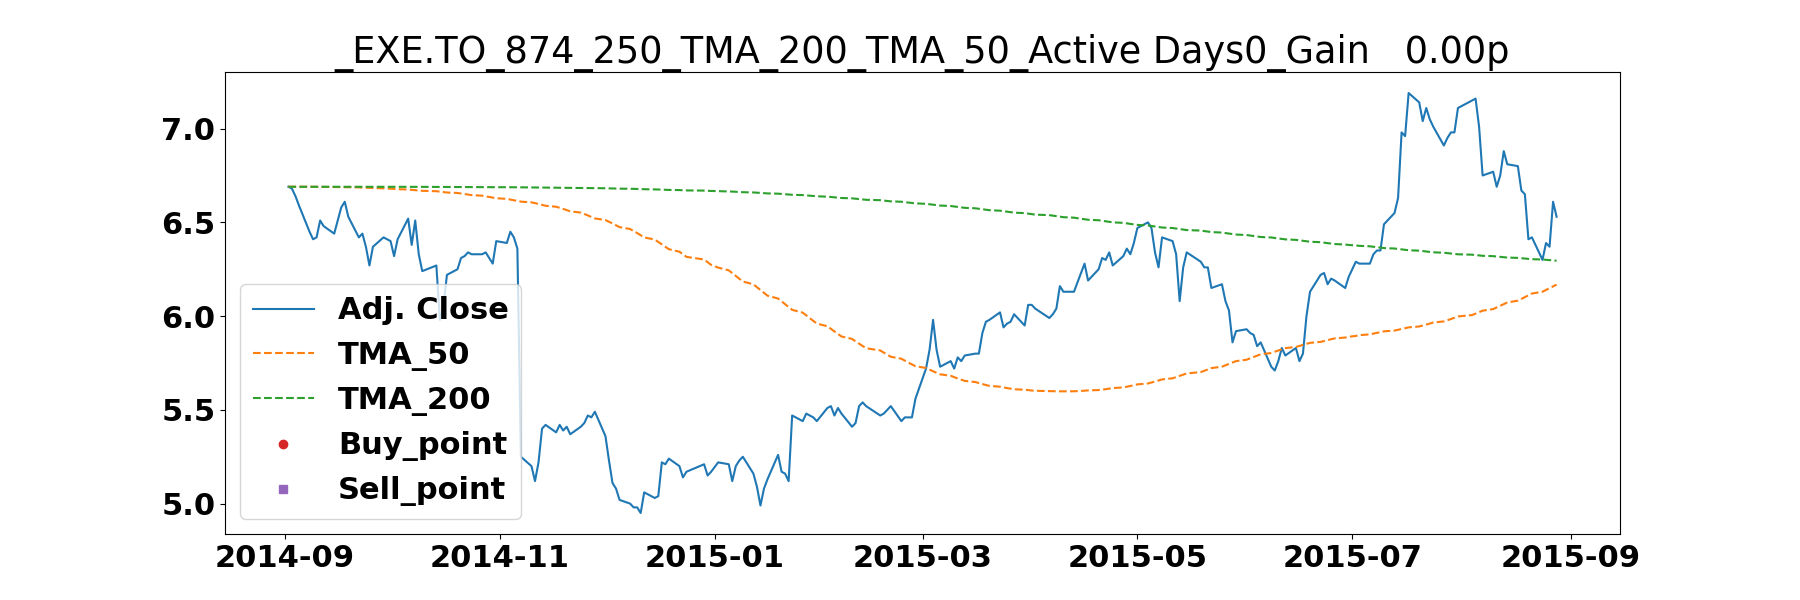 _EXE.TO_874_250_TMA_200_TMA_50_Active Days0_Gain   0.00p
7.0
6.5
6.0
5.5
5.0
Adj. Close
TMA_50
TMA_200
Buy_point
Sell_point
2014-09 2014-11 2015-01 2015-03 2015-05 2015-07 2015-09